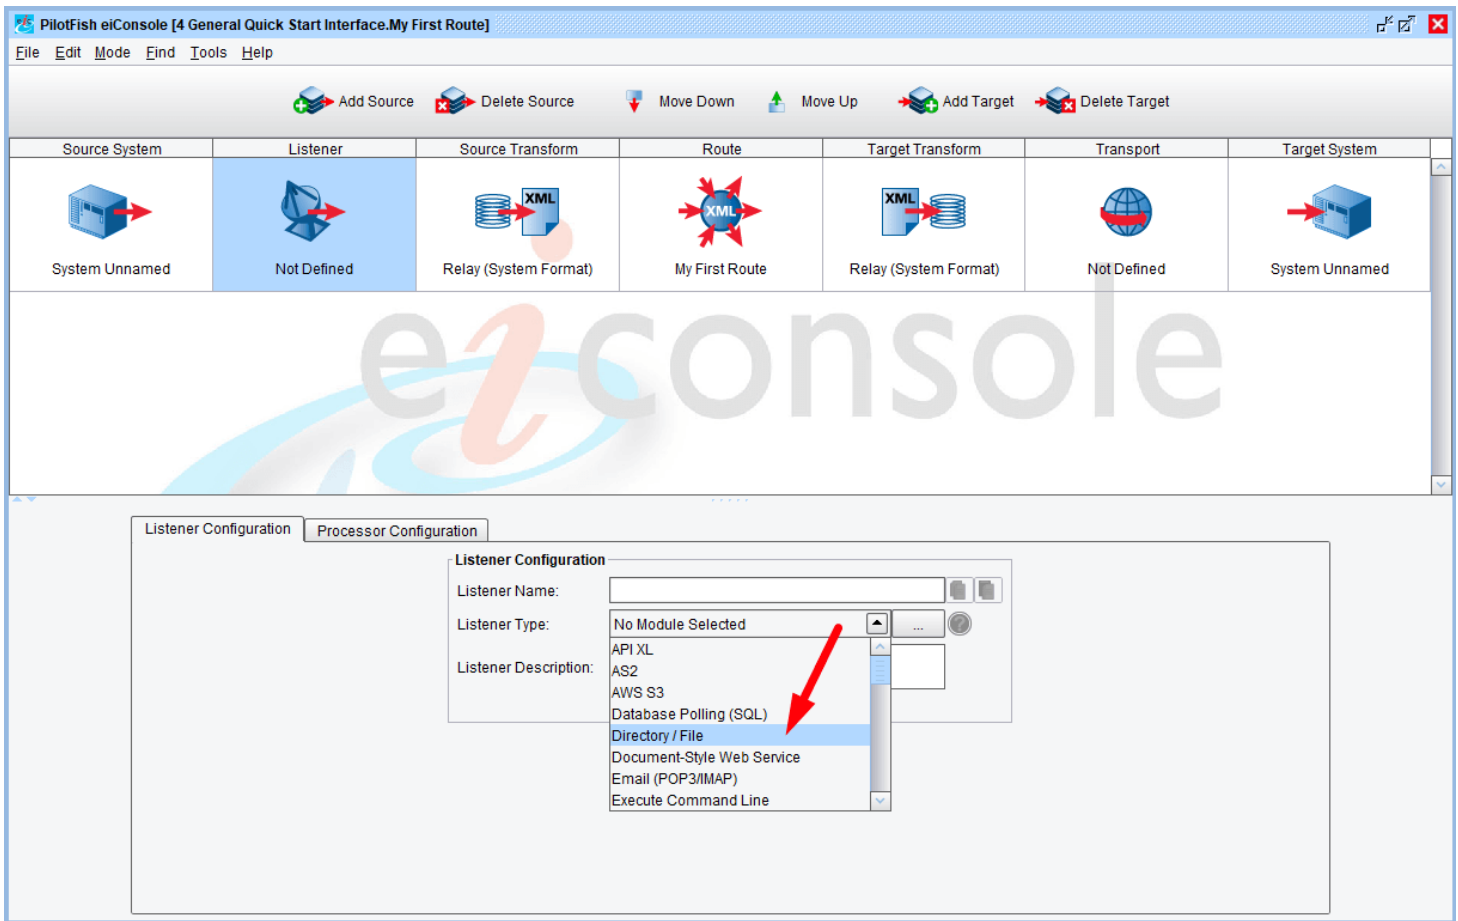 PilotFish eiConsole [4 General Quick Start Interface.My First Route]
File Edit Mode Find Tools Help
Add Source Delete Source Move Down Move Up Add Target Delete Target
Source System Listener Source Transform Route Target Transform Transport Target System
XML XML XML
System Unnamed Not Defined Relay (System Format) My First Route Relay (System Format) Not Defined System Unnamed
eiconsole
Listener Configuration Processor Configuration
Listener Configuration
Listener Name:
Listener Type: No Module Selected ... ?
API XL
Listener Description:
AS2
AWS S3
Database Polling (SQL)
Directory / File
Document-Style Web Service
Email (POP3/IMAP)
Execute Command Line